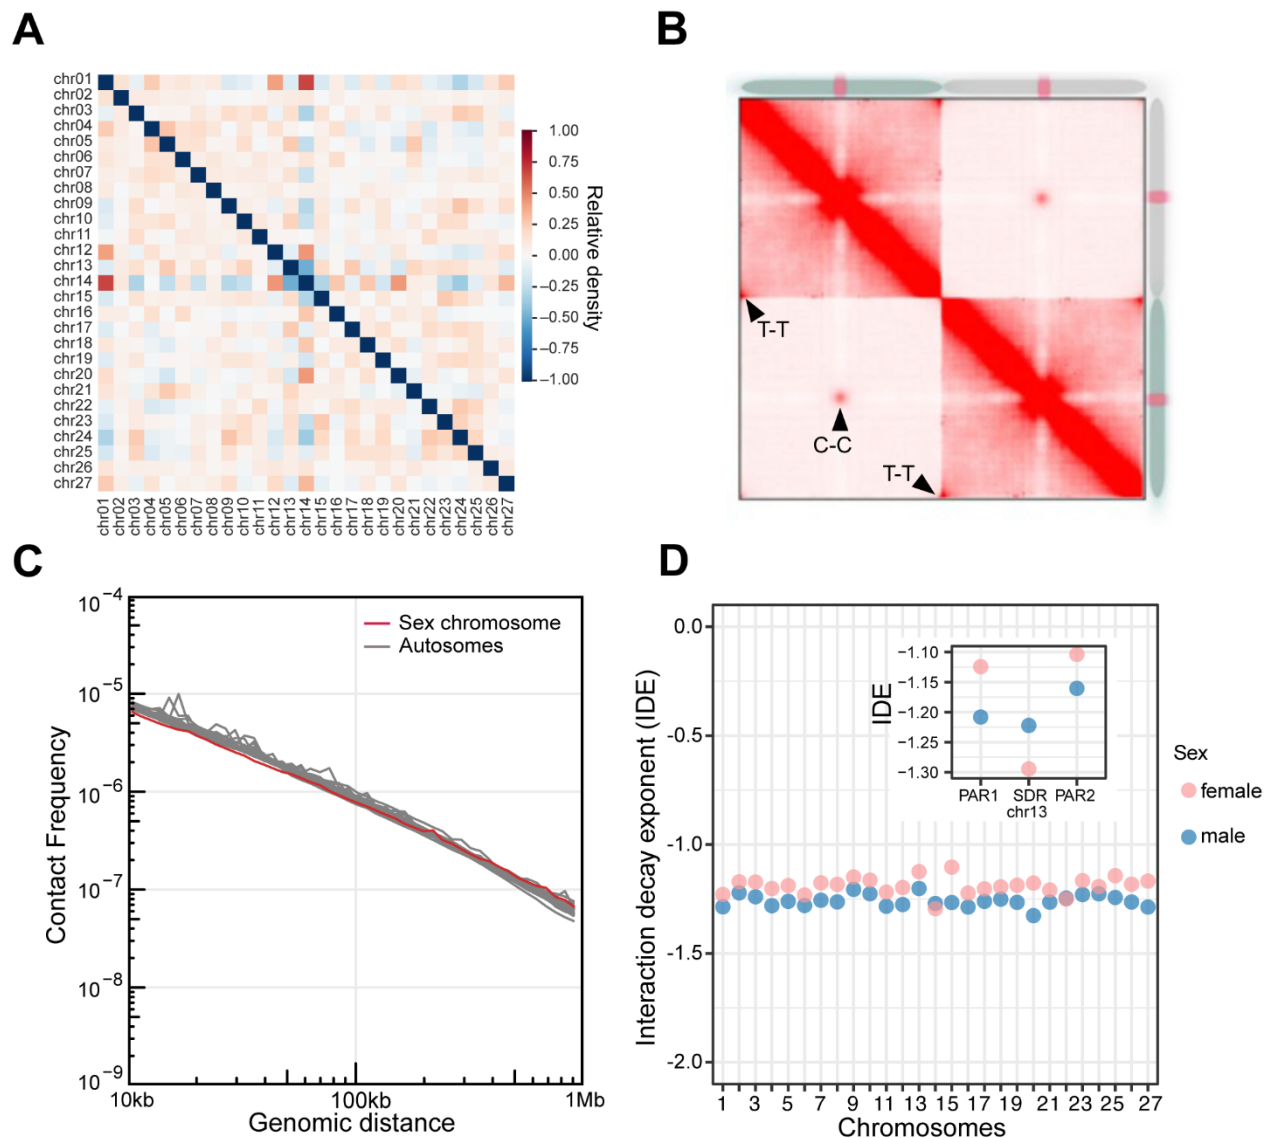 A
chr01
chr02
chr03
chr04
chr05
chr06
chr07
chr08
chr09
chr10
chr11
chr12
chr13
chr14
chr15
chr16
chr17
chr18
chr19
chr20
chr21
chr22
chr23
chr24
chr25
chr26
chr27
chr01 chr02 chr03 chr04 chr05 chr06 chr07 chr08 chr09 chr10 chr11 chr12 chr13 chr14 chr15 chr16 chr17 chr18 chr19 chr20 chr21 chr22 chr23 chr24 chr25 chr26 chr27
1.00
0.75
0.50
0.25
0.00
−0.25
−0.50
−0.75
−1.00
Relative density
B
T-T
C-C
T-T
C
10−4
10−5
10−6
10−7
10−8
10−9
Contact Frequency
Sex chromosome
Autosomes
10kb 100kb 1Mb
Genomic distance
D
0.0
-0.5
-1.0
-1.5
-2.0
Interaction decay exponent (IDE)
−1.10
−1.15
−1.20
−1.25
−1.30
IDE
PAR1 SDR PAR2
chr13
Sex
female
male
1 3 5 7 9 11 13 15 17 19 21 23 25 27
Chromosomes